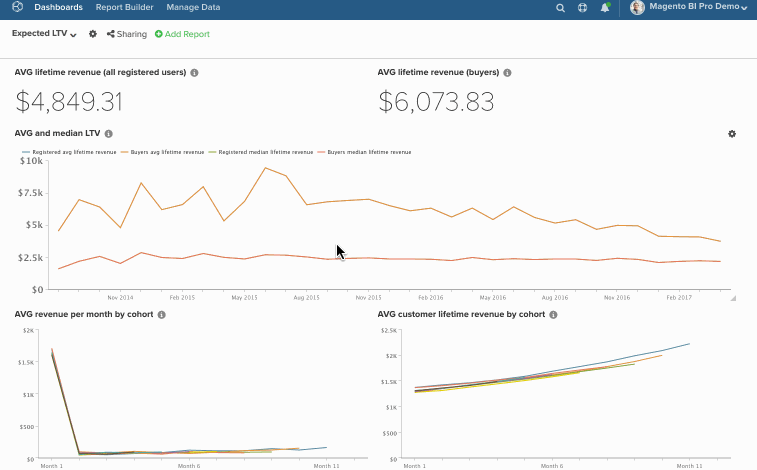 Dashboards Report Builder Manage Data Magento BI Pro Demo
Expected LTV Sharing Add Report
AVG lifetime revenue (all registered users) AVG lifetime revenue (buyers)
$4,849.31 $6,073.83
AVG and median LTV
Registered avg lifetime revenue Buyers avg lifetime revenue Registered median lifetime revenue Buyers median lifetime revenue
$10k
$7.5k
$5k
$2.5k
$0
Nov 2014 Feb 2015 May 2015 Aug 2015 Nov 2015 Feb 2016 May 2016 Aug 2016 Nov 2016 Feb 2017
AVG revenue per month by cohort AVG customer lifetime revenue by cohort
$2K $2.5K
$1.5K $2K
$1K $1.5K
$500 $1K
$0 $500
$0
Month 1 Month 6 Month 11 Month 1 Month 6 Month 11